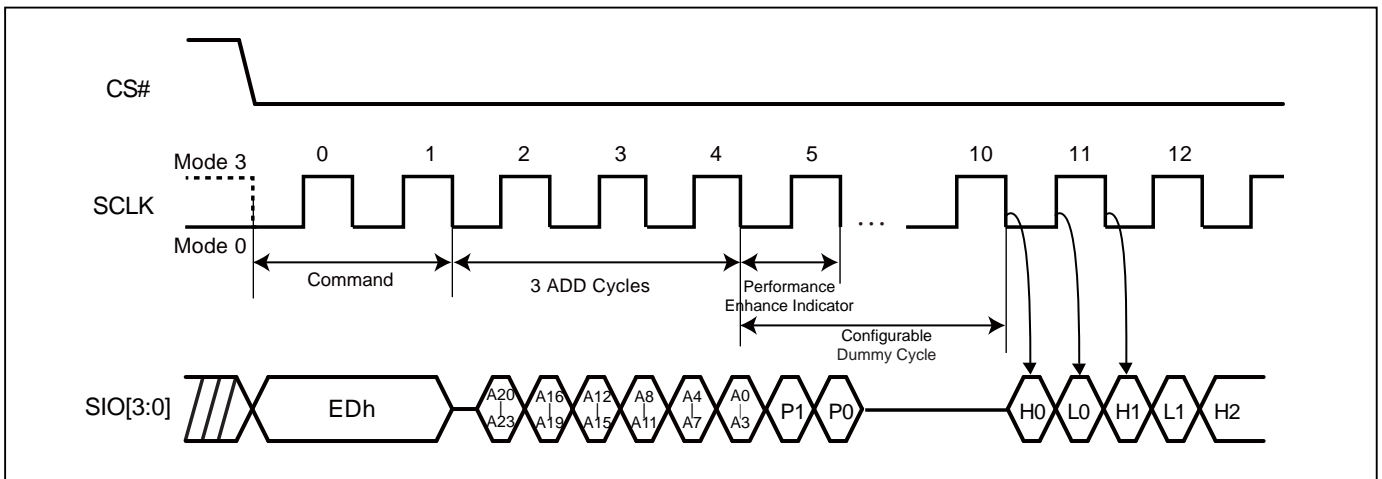 CS#
Mode 3
0 1 2 3 4 5 10 11 12
SCLK
...
Mode 0
Command
3 ADD Cycles
Performance
Enhance Indicator
Configurable
Dummy Cycle
SIO[3:0]
EDh
A20
|
A23
A16
|
A19
A12
|
A15
A8
|
A11
A4
|
A7
A0
|
A3
P1
P0
H0
L0
H1
L1
H2